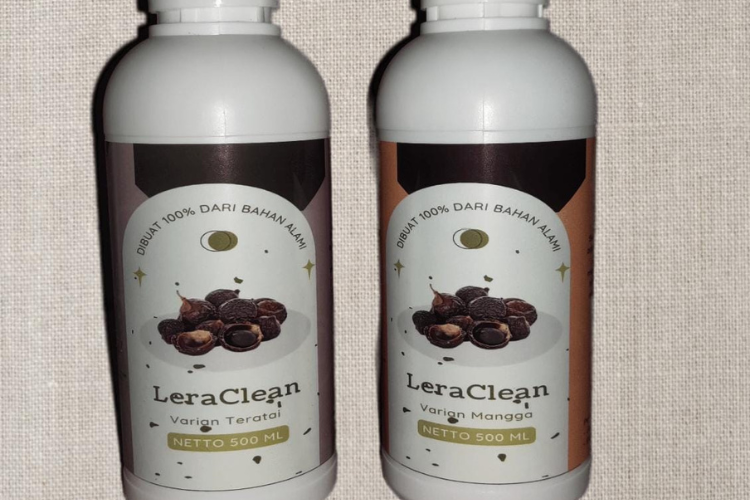 DIBUAT 100% DARI BAHAN ALAMI
LeraClean
Varian Teratai
NETTO 500 ML
DIBUAT 100% DARI BAHAN ALAMI
LeraClean
Varian Mangga
NETTO 500 ML